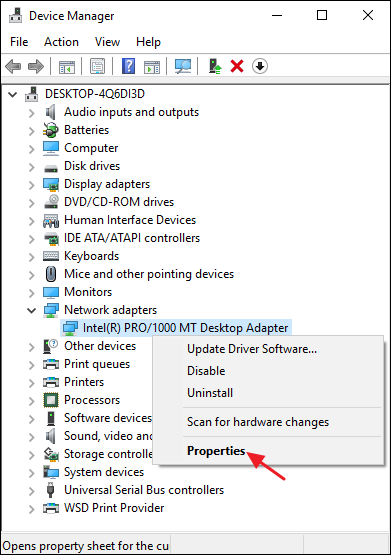 Device Manager
File Action View Help
DESKTOP-4Q6DI3D
Audio inputs and outputs
Batteries
Computer
Disk drives
Display adapters
DVD/CD-ROM drives
Human Interface Devices
IDE ATA/ATAPI controllers
Keyboards
Mice and other pointing devices
Monitors
Network adapters
Intel(R) PRO/1000 MT Desktop Adapter
Other devices
Update Driver Software...
Print queues
Disable
Printers
Uninstall
Processors
Software devices
Scan for hardware changes
Sound, video and
Storage controlle
Properties
System devices
Universal Serial Bus controllers
WSD Print Provider
Opens property sheet for the cu